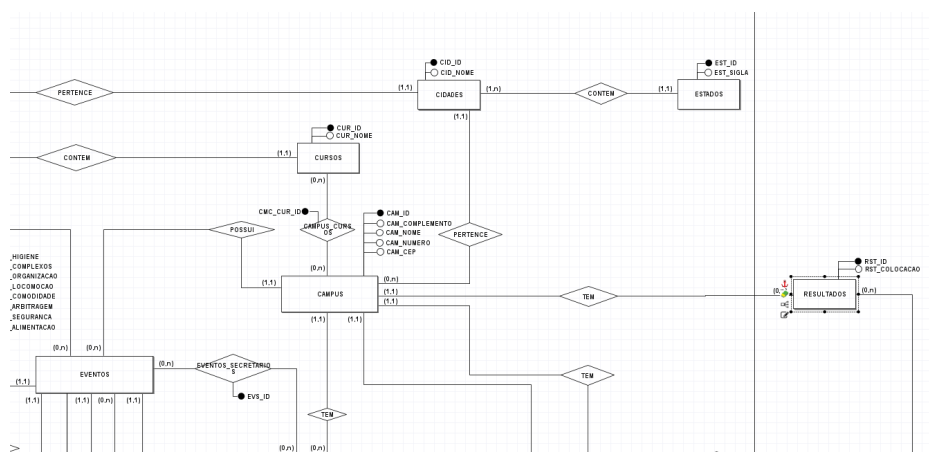 CID_ID
CID_NOME
EST_ID
EST_SIGLA
PERTENCE
(1,1)
CIDADES
(1,n)
CONTEM
(1,1)
ESTADOS
(1,1)
CUR_ID
CUR_NOME
CONTEM
(1,1)
CURSOS
(0,n)
CMC_CUR_ID
CAM_ID
CAM_COMPLEMENTO
CAM_NOME
CAM_NUMERO
CAM_CEP
POSSUI
CAMPUS_CURS
OS
PERTENCE
_HIGIENE
_COMPLEXOS
_ORGANIZACAO
_LOCOMOCAO
_COMODIDADE
_ARBITRAGEM
_SEGURANCA
_ALIMENTACAO
(0,n)
(1,1)
CAMPUS
(0,n)
(1,1)
(1,1)
TEM
RST_ID
RST_COLOCACAO
(0,
RESULTADOS
(0,n)
(1,1)
(1,1)
(0,n)
(0,n)
EVENTOS
(0,n)
EVENTOS_SECRETARIO
S
TEM
(1,1)
EVS_ID
(1,1)
(1,1)
(0,n)
(1,1)
TEM
(0,n)
(0,n)